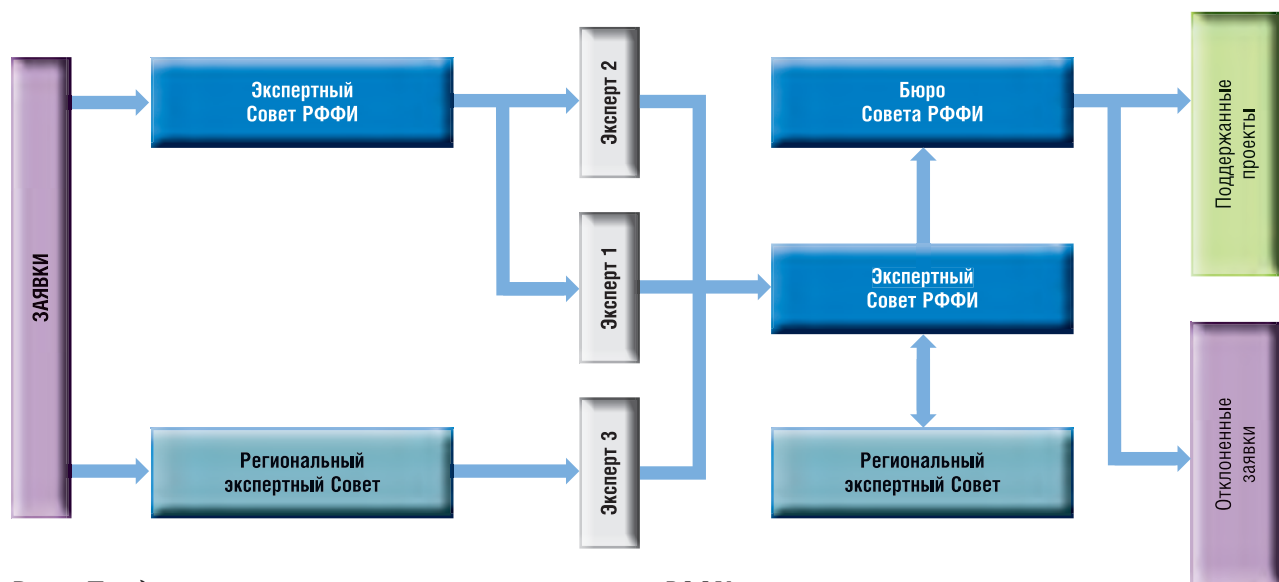 ЗАЯВКИ
Экспертный
Совет РФФИ
Региональный
экспертный Совет
Эксперт 2
Эксперт 1
Эксперт 3
Бюро
Совета РФФИ
Экспертный
Совет РФФИ
Региональный
экспертный Совет
Поддержанные
проекты
Отклоненные
заявки